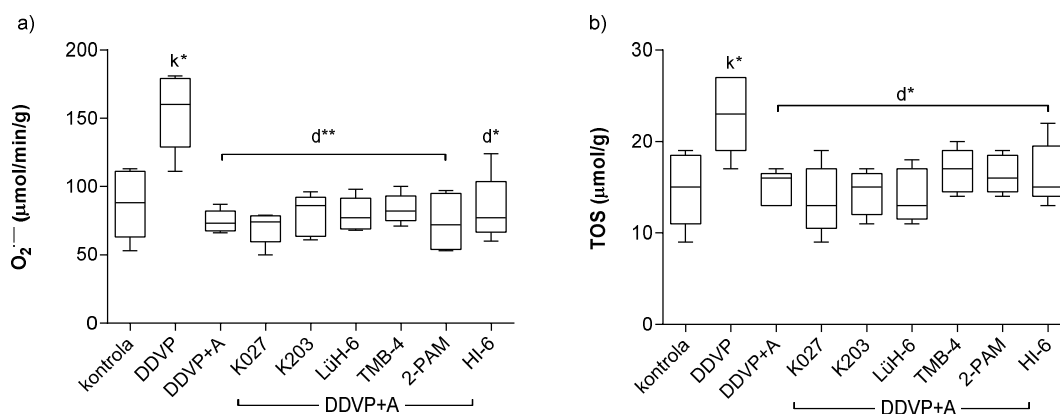 a)
O₂·— (μmol/min/g)
200
150
100
50
0
k*
d**
d*
kontrola
DDVP
DDVP+A
K027
K203
LüH-6
TMB-4
2-PAM
HI-6
DDVP+A
b)
TOS (μmol/g)
30
20
10
0
k*
d*
kontrola
DDVP
DDVP+A
K027
K203
LüH-6
TMB-4
2-PAM
HI-6
DDVP+A